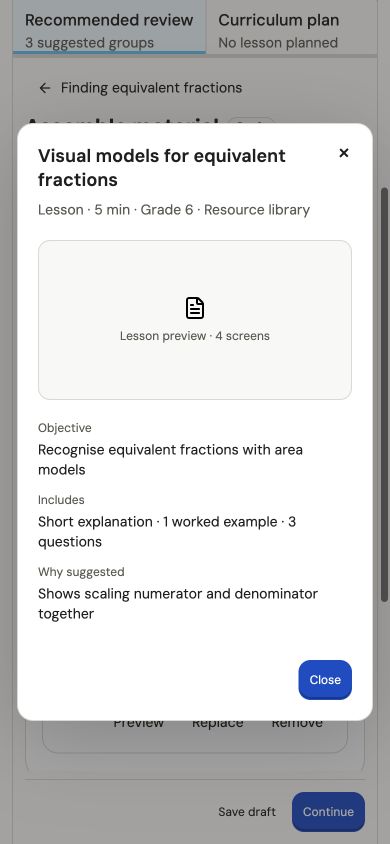 Recommended review
3 suggested groups
Curriculum plan
No lesson planned
← Finding equivalent fractions
Visual models for equivalent
fractions
Lesson · 5 min · Grade 6 · Resource library
Lesson preview · 4 screens
Objective
Recognise equivalent fractions with area
models
Includes
Short explanation · 1 worked example · 3
questions
Why suggested
Shows scaling numerator and denominator
together
Close
Preview Replace Remove
Save draft Continue